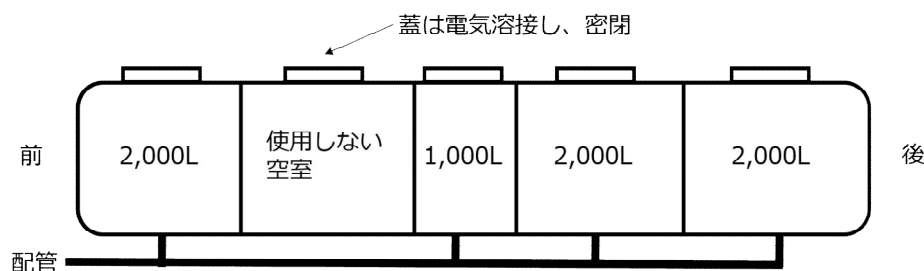 蓋は電気溶接し、密閉
前
2,000L
使用しない
空室
1,000L
2,000L
2,000L
後
配管